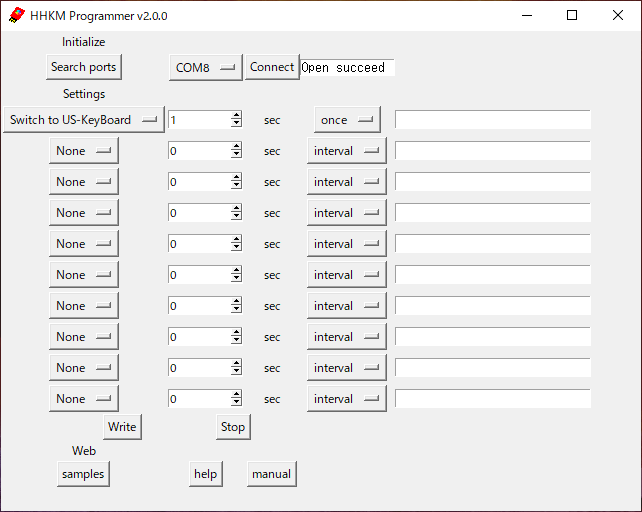 HHKM Programmer v2.0.0
Initialize
Search ports COM8 Connect Open succeed
Settings
Switch to US-KeyBoard 1 sec once
None 0 sec interval
None 0 sec interval
None 0 sec interval
None 0 sec interval
None 0 sec interval
None 0 sec interval
None 0 sec interval
None 0 sec interval
None 0 sec interval
Write Stop
Web
samples help manual